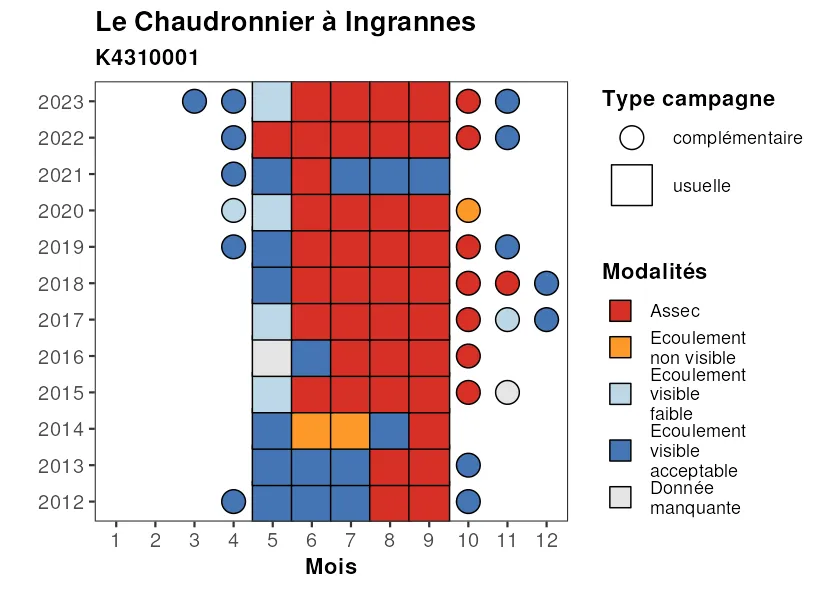 Le Chaudronnier à Ingrannes
K4310001
2023
2022
2021
2020
2019
2018
2017
2016
2015
2014
2013
2012
1 2 3 4 5 6 7 8 9 10 11 12
Mois
Type campagne
complémentaire
usuelle
Modalités
Assec
Ecoulement
non visible
Ecoulement
visible
faible
Ecoulement
visible
acceptable
Donnée
manquante